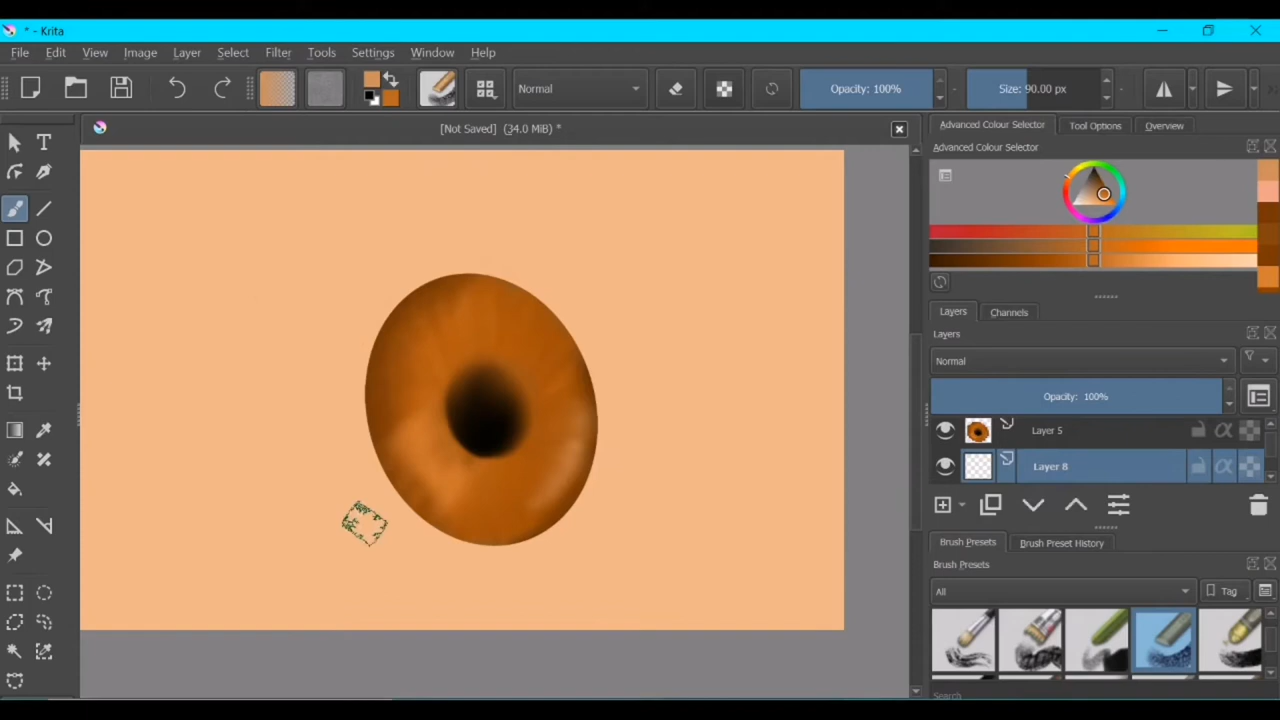 * - Krita
File Edit View Image Layer Select Filter Tools Settings Window Help
Normal
Opacity: 100%
Size: 90.00 px
[Not Saved] (34.0 MiB) *
Advanced Colour Selector
Tool Options
Overview
Advanced Colour Selector
Layers
Channels
Layers
Normal
Opacity: 100%
Layer 5
Layer 8
Brush Presets
Brush Preset History
Brush Presets
All
Tag
Search